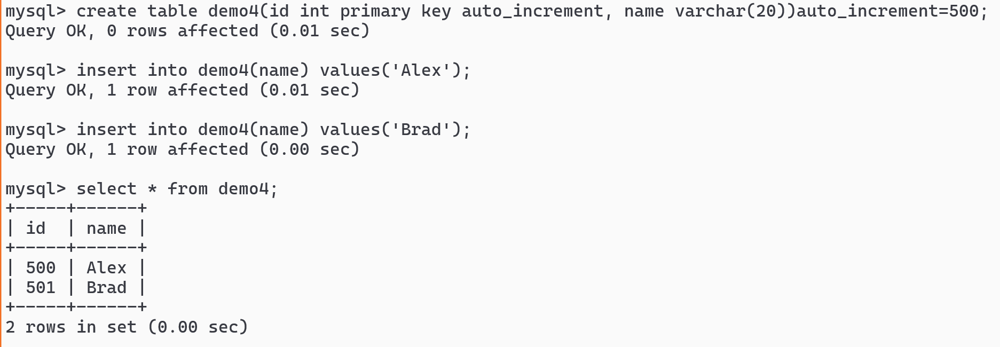 mysql> create table demo4(id int primary key auto_increment, name varchar(20))auto_increment=500;
Query OK, 0 rows affected (0.01 sec)
mysql> insert into demo4(name) values('Alex');
Query OK, 1 row affected (0.01 sec)
mysql> insert into demo4(name) values('Brad');
Query OK, 1 row affected (0.00 sec)
mysql> select * from demo4;
+-----+------+
| id  | name |
+-----+------+
| 500 | Alex |
| 501 | Brad |
+-----+------+
2 rows in set (0.00 sec)